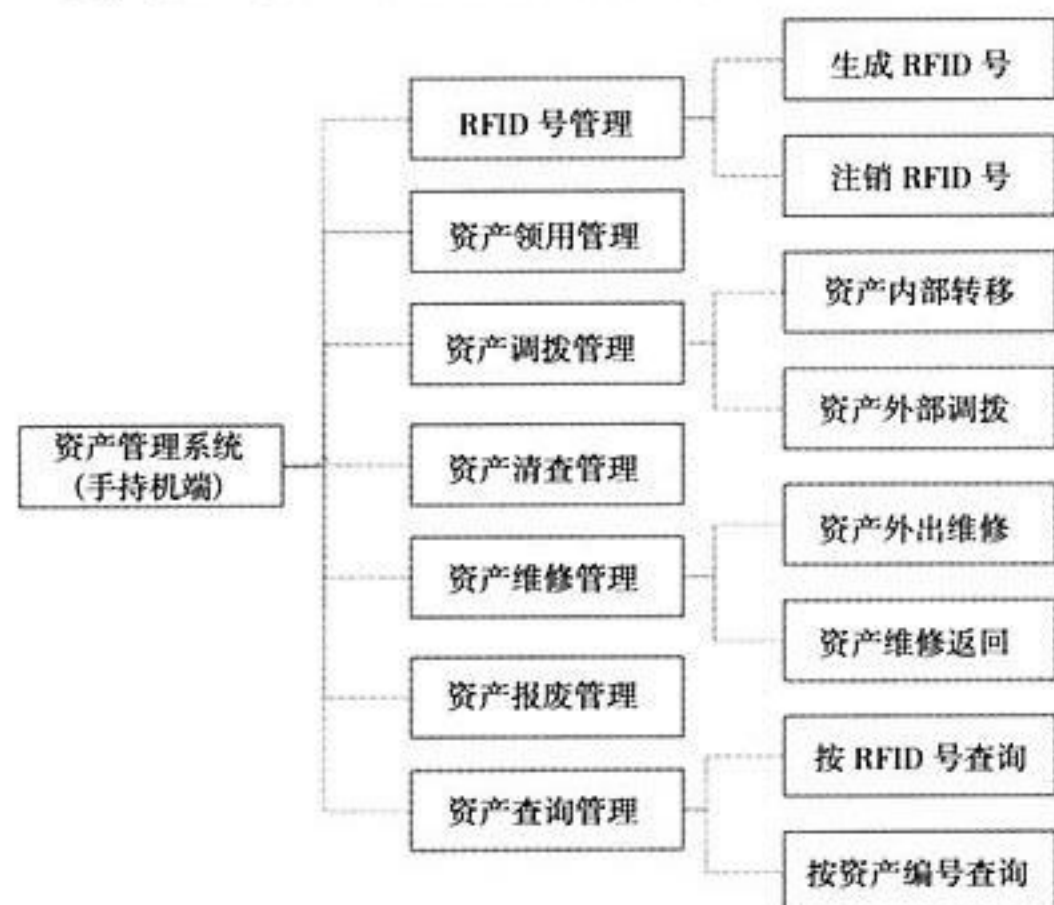 生成 RFID 号
RFID 号管理
注销 RFID 号
资产领用管理
资产内部转移
资产调拨管理
资产外部调拨
资产管理系统
(手持机端)
资产清查管理
资产外出维修
资产维修管理
资产维修返回
资产报废管理
按 RFID 号查询
资产查询管理
按资产编号查询